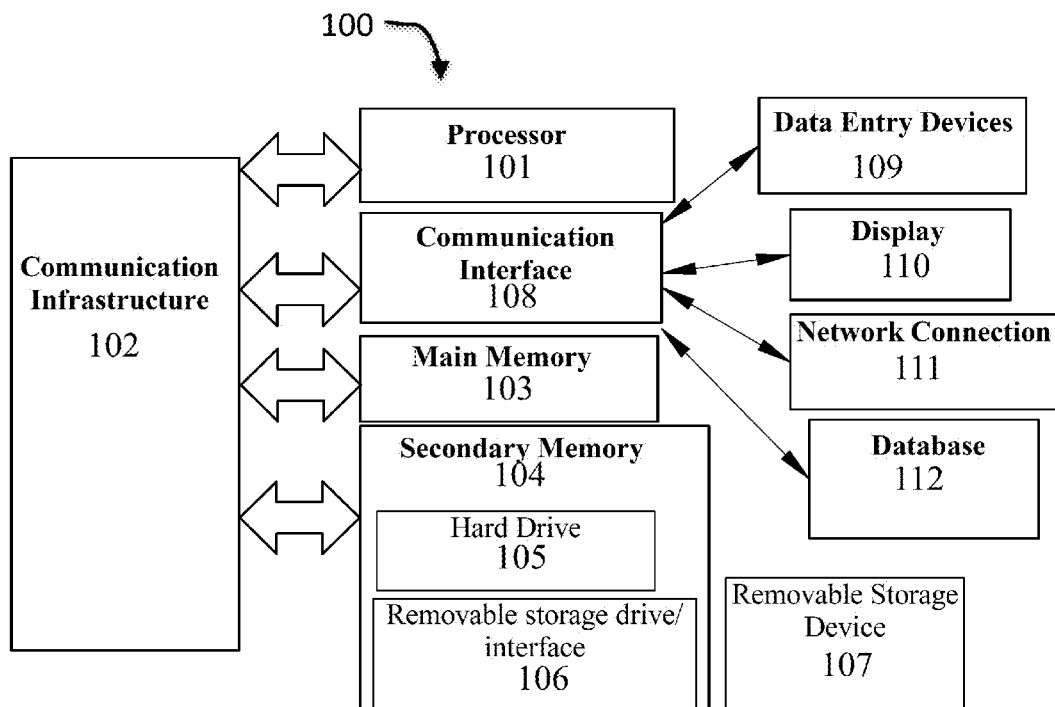 100
Processor
101
Data Entry Devices
109
Communication
Infrastructure
102
Communication
Interface
108
Display
110
Network Connection
111
Main Memory
103
Database
112
Secondary Memory
104
Hard Drive
105
Removable storage drive/
interface
106
Removable Storage
Device
107